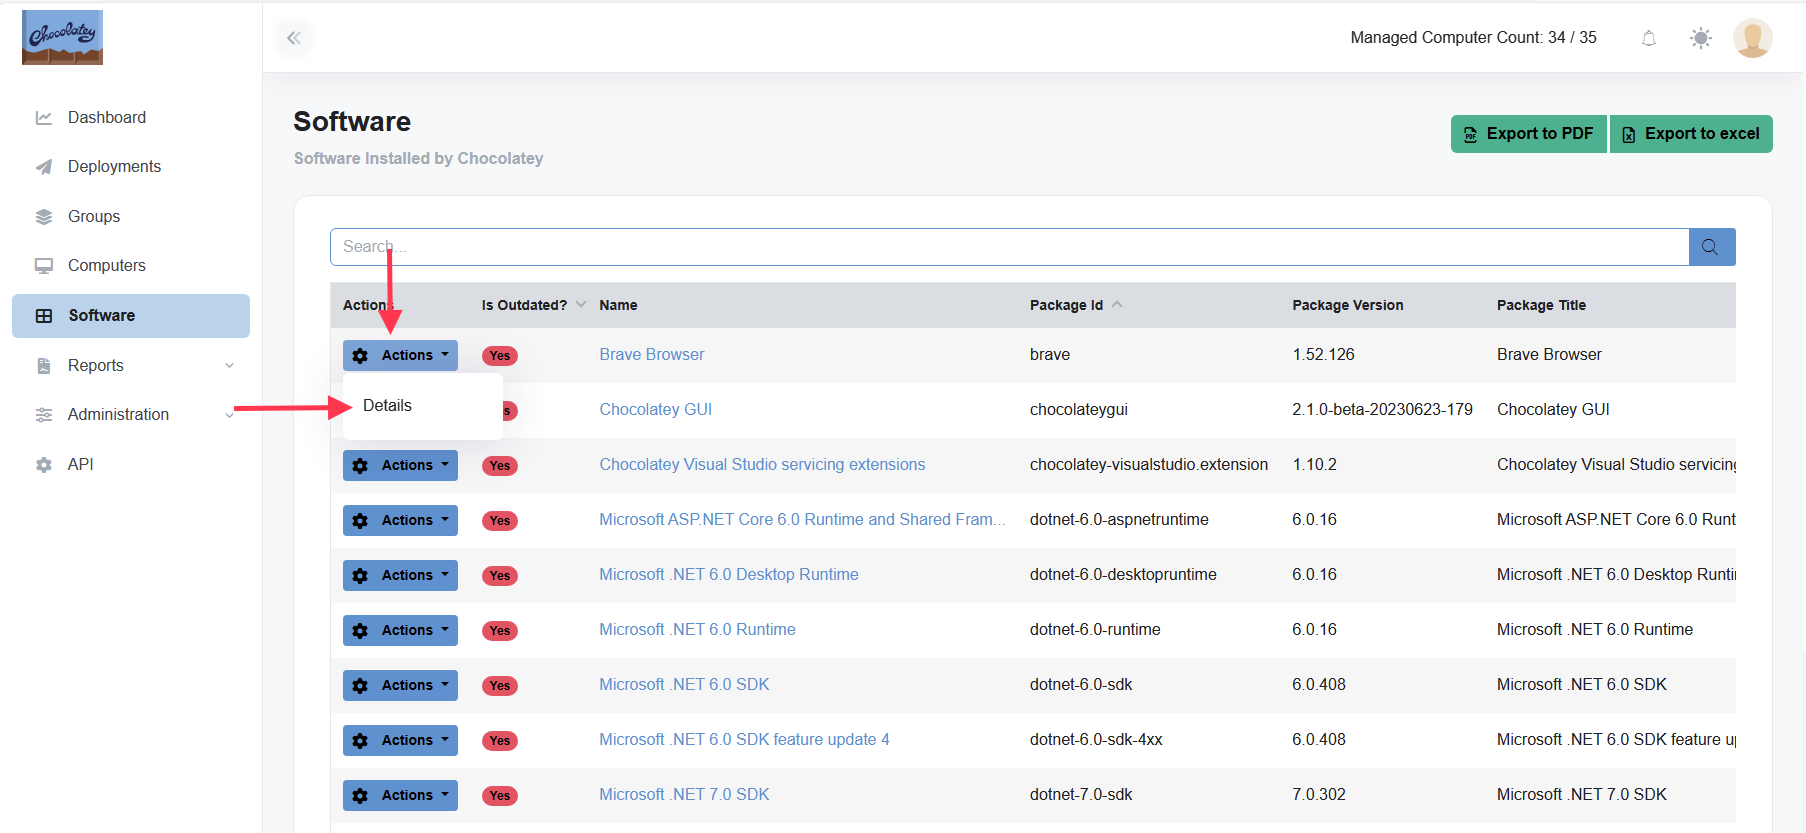 Chocolatey
Managed Computer Count: 34 / 35
Dashboard
Deployments
Groups
Computers
Software
Reports
Administration
API
Software
Software Installed by Chocolatey
Export to PDF
Export to excel
Search...
Actions Is Outdated? Name Package Id Package Version Package Title
Actions Yes Brave Browser brave 1.52.126 Brave Browser
Details
s Chocolatey GUI chocolateygui 2.1.0-beta-20230623-179 Chocolatey GUI
Actions Yes Chocolatey Visual Studio servicing extensions chocolatey-visualstudio.extension 1.10.2 Chocolatey Visual Studio servicing
Actions Yes Microsoft ASP.NET Core 6.0 Runtime and Shared Fram... dotnet-6.0-aspnetruntime 6.0.16 Microsoft ASP.NET Core 6.0 Runt
Actions Yes Microsoft .NET 6.0 Desktop Runtime dotnet-6.0-desktopruntime 6.0.16 Microsoft .NET 6.0 Desktop Runti
Actions Yes Microsoft .NET 6.0 Runtime dotnet-6.0-runtime 6.0.16 Microsoft .NET 6.0 Runtime
Actions Yes Microsoft .NET 6.0 SDK dotnet-6.0-sdk 6.0.408 Microsoft .NET 6.0 SDK
Actions Yes Microsoft .NET 6.0 SDK feature update 4 dotnet-6.0-sdk-4xx 6.0.408 Microsoft .NET 6.0 SDK feature up
Actions Yes Microsoft .NET 7.0 SDK dotnet-7.0-sdk 7.0.302 Microsoft .NET 7.0 SDK